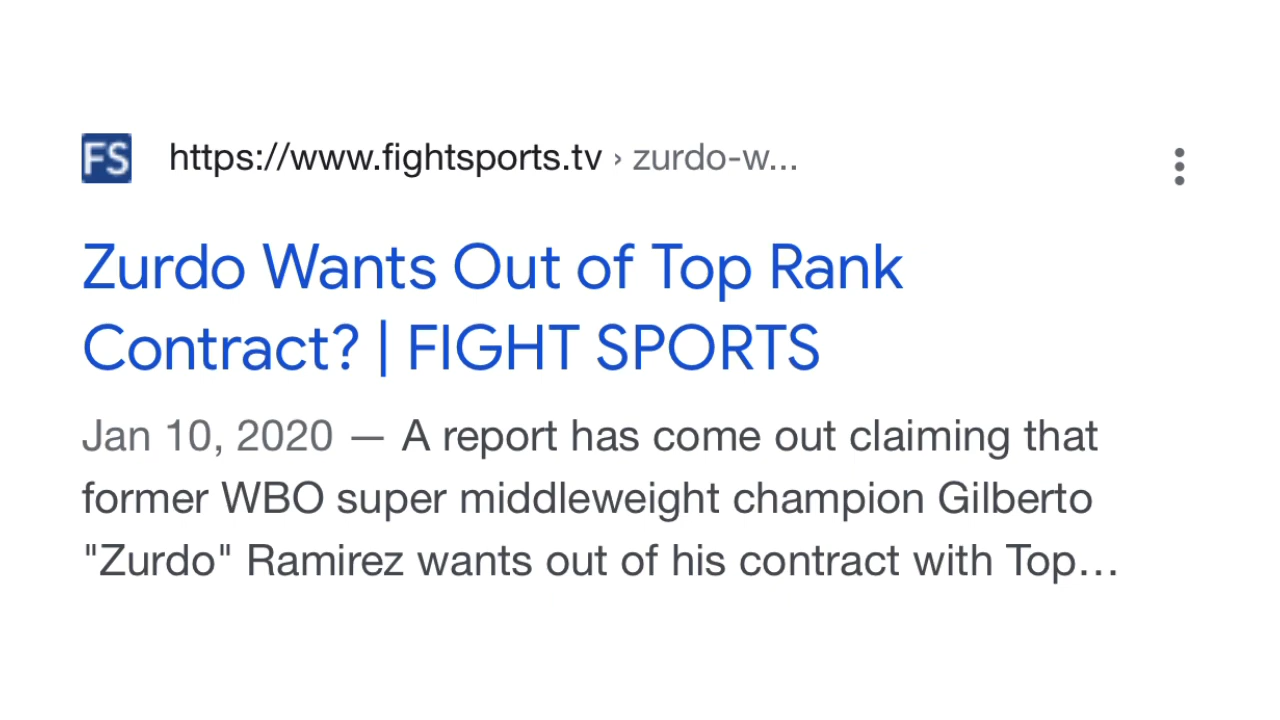 FS https://www.fightsports.tv › zurdo-w...
Zurdo Wants Out of Top Rank
Contract? | FIGHT SPORTS
Jan 10, 2020 — A report has come out claiming that
former WBO super middleweight champion Gilberto
"Zurdo" Ramirez wants out of his contract with Top...